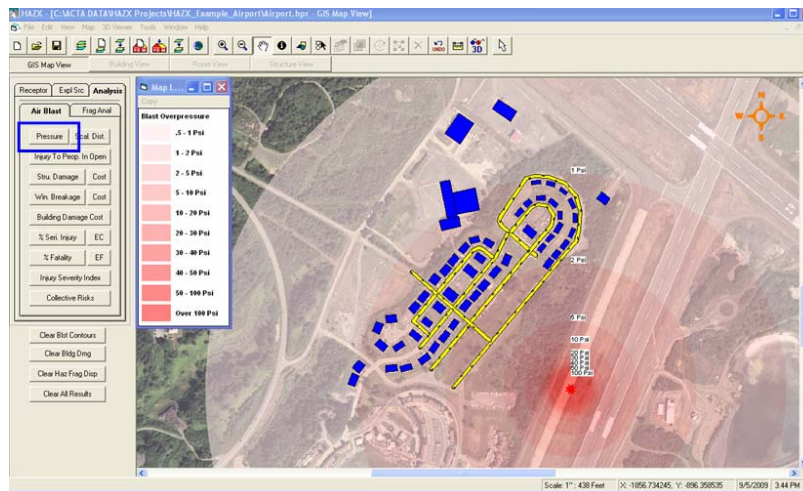 HAZX - [C:\ACTA DATA\HAZX Projects\HAZX_Example_Airport\Airport.hpr - GIS Map View]
File Edit View Map 3D Viewer Tools Window Help
UNDO 3D
GIS Map View Building View Room View Structure View
Receptor Expl Src Analysis
Air Blast Frag Anal
Pressure Scal. Dist.
Injury To Peop. In Open
Stru. Damage Cost
Win. Breakage Cost
Building Damage Cost
% Seri. Injury EC
% Fatality EF
Injury Severity Index
Collective Risks
Clear Blst Contours
Clear Bldg Dmg
Clear Haz Frag Disp
Clear All Results
Map L...
Copy
Blast Overpressure
.5 - 1 Psi
1 - 2 Psi
2 - 5 Psi
5 - 10 Psi
10 - 20 Psi
20 - 30 Psi
30 - 40 Psi
40 - 50 Psi
50 - 100 Psi
Over 100 Psi
N
W E
S
1 Psi
2 Psi
5 Psi
10 Psi
20 Psi
100 Psi
Scale: 1" : 438 Feet X: -1856.734245, Y: -896.358535 9/5/2009 3:44 PM